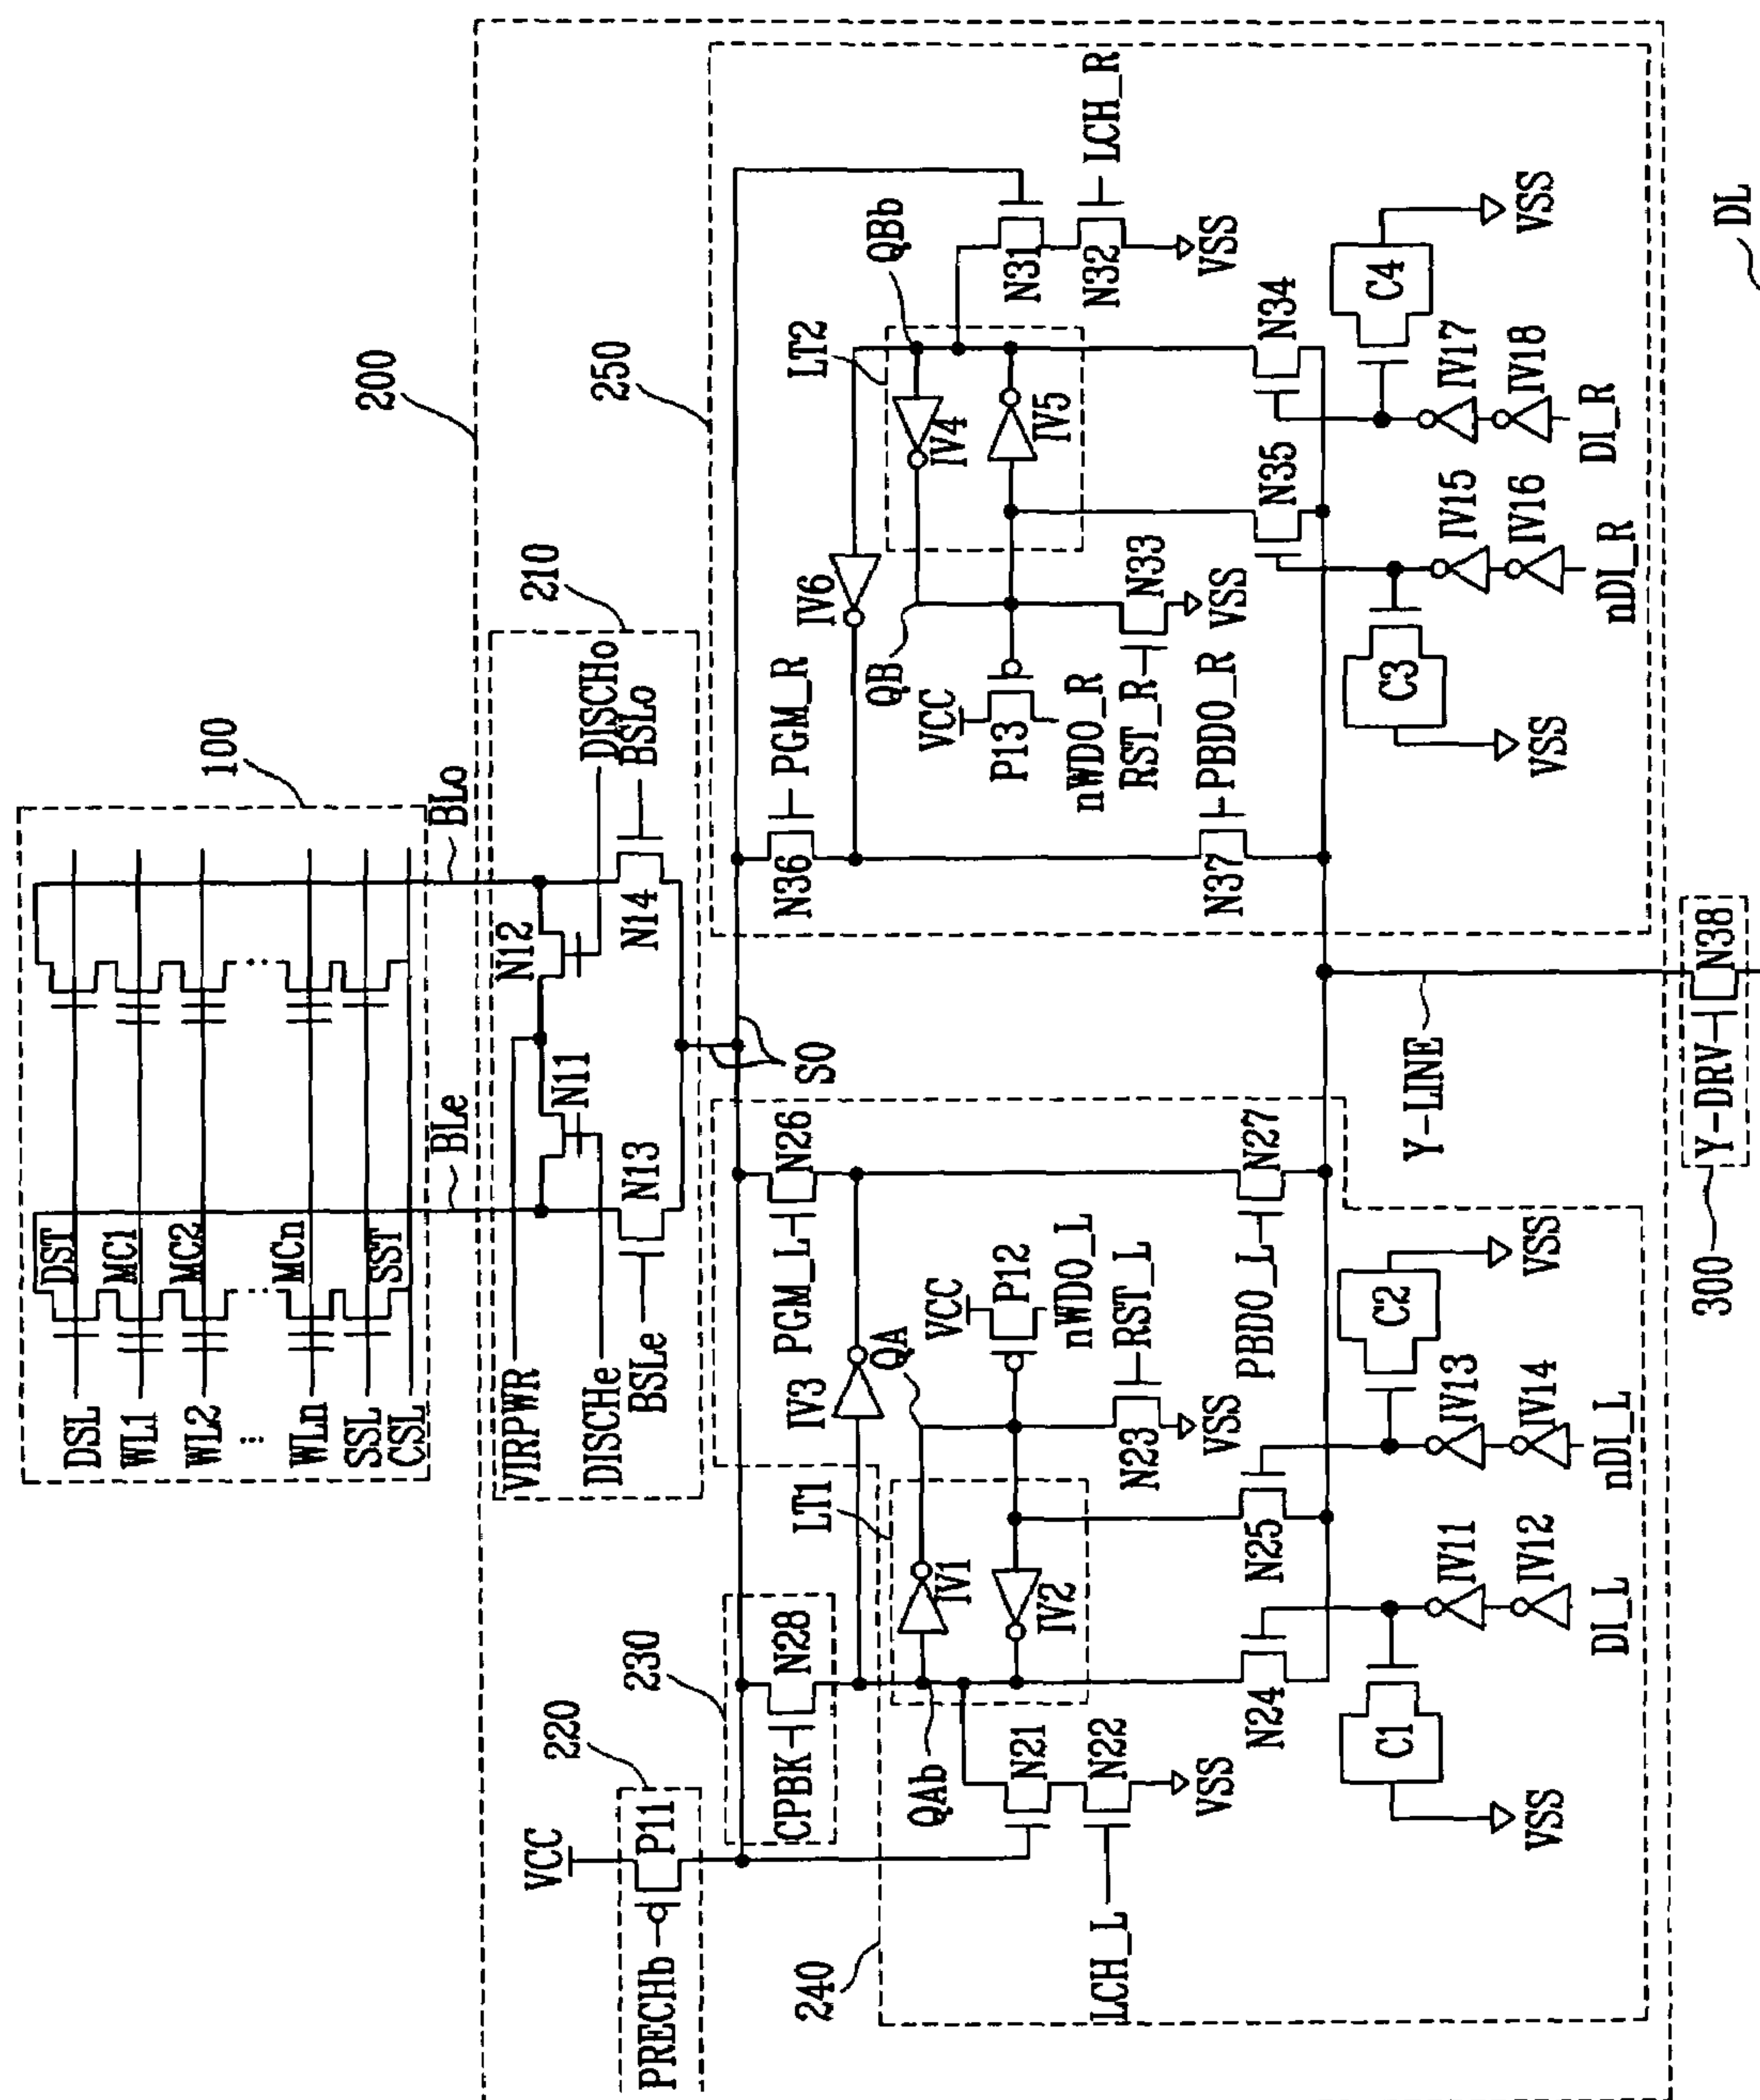 100
DSL
WL1
WL2
WLn
SSL
CSL
DST
MC1
MC2
MCn
SST
BLe
BLo
200
210
VIRPWR
DISCHe
BSLe
N11
N12
N13
N14
DISCHo
BSLo
220
VCC
PRECHb
P11
230
CPBK
N28
SO
240
LT1
PGM_L
N26
IV3
QA
QAb
IV1
IV2
VCC
P12
nWDO_L
N21
N22
LCH_L
VSS
N23
RST_L
VSS
PBDO_L
N27
N24
N25
C1
VSS
IV11
IV12
DI_L
IV13
IV14
nDI_L
C2
VSS
250
N36
PGM_R
IV6
LT2
QB
QBb
IV4
IV5
VCC
P13
nWDO_R
RST_R
N33
VSS
N31
N32
LCH_R
VSS
N37
PBDO_R
N35
N34
C3
VSS
IV15
IV16
nDI_R
IV17
IV18
DI_R
C4
VSS
Y-LINE
300
Y-DRV
N38
DL